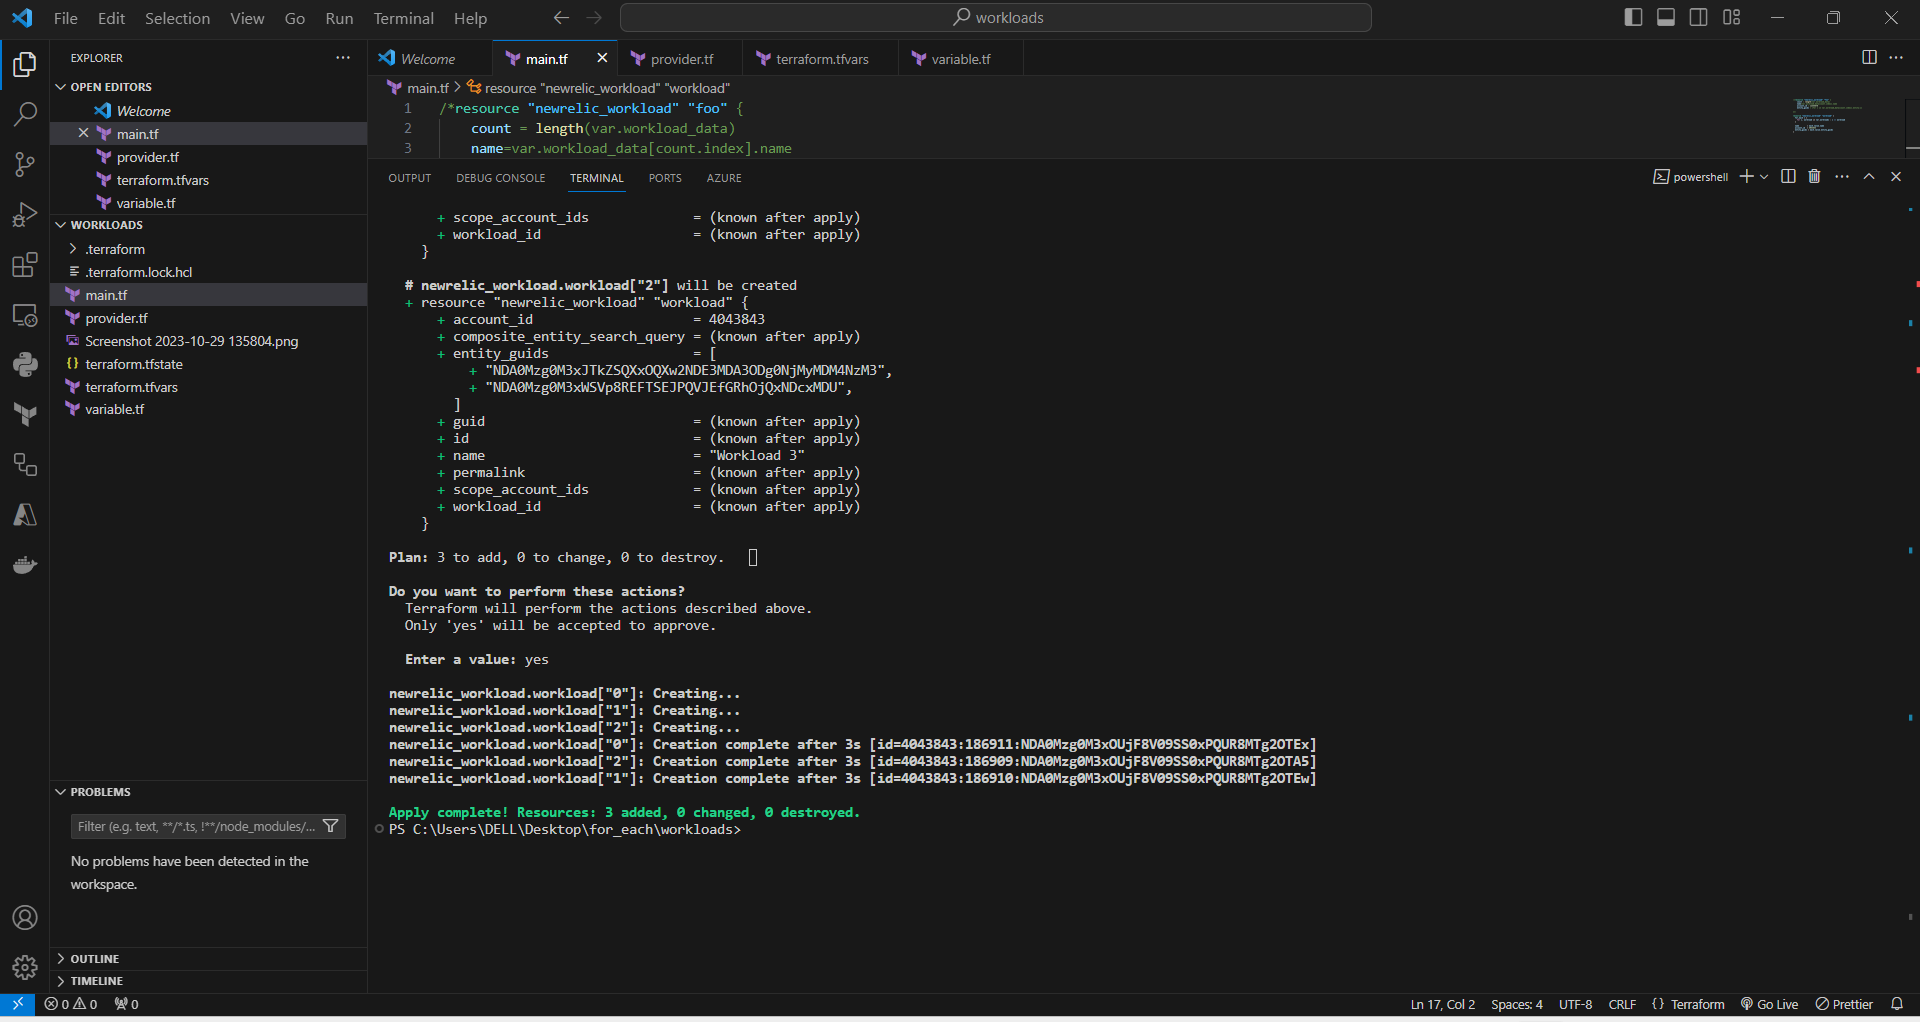 File Edit Selection View Go Run Terminal Help
workloads
EXPLORER
OPEN EDITORS
Welcome
main.tf
provider.tf
terraform.tfvars
variable.tf
WORKLOADS
.terraform
.terraform.lock.hcl
main.tf
provider.tf
Screenshot 2023-10-29 135804.png
terraform.tfstate
terraform.tfvars
variable.tf
PROBLEMS
Filter (e.g. text, **/*.ts, !**/node_modules/...
No problems have been detected in the
workspace.
OUTLINE
TIMELINE
Welcome main.tf provider.tf terraform.tfvars variable.tf
main.tf > resource "newrelic_workload" "workload"
1 /*resource "newrelic_workload" "foo" {
2 count = length(var.workload_data)
3 name=var.workload_data[count.index].name
OUTPUT DEBUG CONSOLE TERMINAL PORTS AZURE
powershell
+ scope_account_ids = (known after apply)
+ workload_id = (known after apply)
}
# newrelic_workload.workload["2"] will be created
+ resource "newrelic_workload" "workload" {
+ account_id = 4043843
+ composite_entity_search_query = (known after apply)
+ entity_guids = [
+ "NDA0Mzg0M3xJTkZSQXxOQXw2NDE3MDA3ODg0NjMyMDM4NzM3",
+ "NDA0Mzg0M3xWSVp8REFTSEJPQVJEfGRhOjQxNDcxMDU",
]
+ guid = (known after apply)
+ id = (known after apply)
+ name = "Workload 3"
+ permalink = (known after apply)
+ scope_account_ids = (known after apply)
+ workload_id = (known after apply)
}
Plan: 3 to add, 0 to change, 0 to destroy.
Do you want to perform these actions?
Terraform will perform the actions described above.
Only 'yes' will be accepted to approve.
Enter a value: yes
newrelic_workload.workload["0"]: Creating...
newrelic_workload.workload["1"]: Creating...
newrelic_workload.workload["2"]: Creating...
newrelic_workload.workload["0"]: Creation complete after 3s [id=4043843:186911:NDA0Mzg0M3xOUjF8V09SS0xPQUR8MTg2OTEx]
newrelic_workload.workload["2"]: Creation complete after 3s [id=4043843:186909:NDA0Mzg0M3xOUjF8V09SS0xPQUR8MTg2OTA5]
newrelic_workload.workload["1"]: Creation complete after 3s [id=4043843:186910:NDA0Mzg0M3xOUjF8V09SS0xPQUR8MTg2OTEw]
Apply complete! Resources: 3 added, 0 changed, 0 destroyed.
PS C:\Users\DELL\Desktop\for_each\workloads>
0 0 0 Ln 17, Col 2 Spaces: 4 UTF-8 CRLF {} Terraform Go Live Prettier